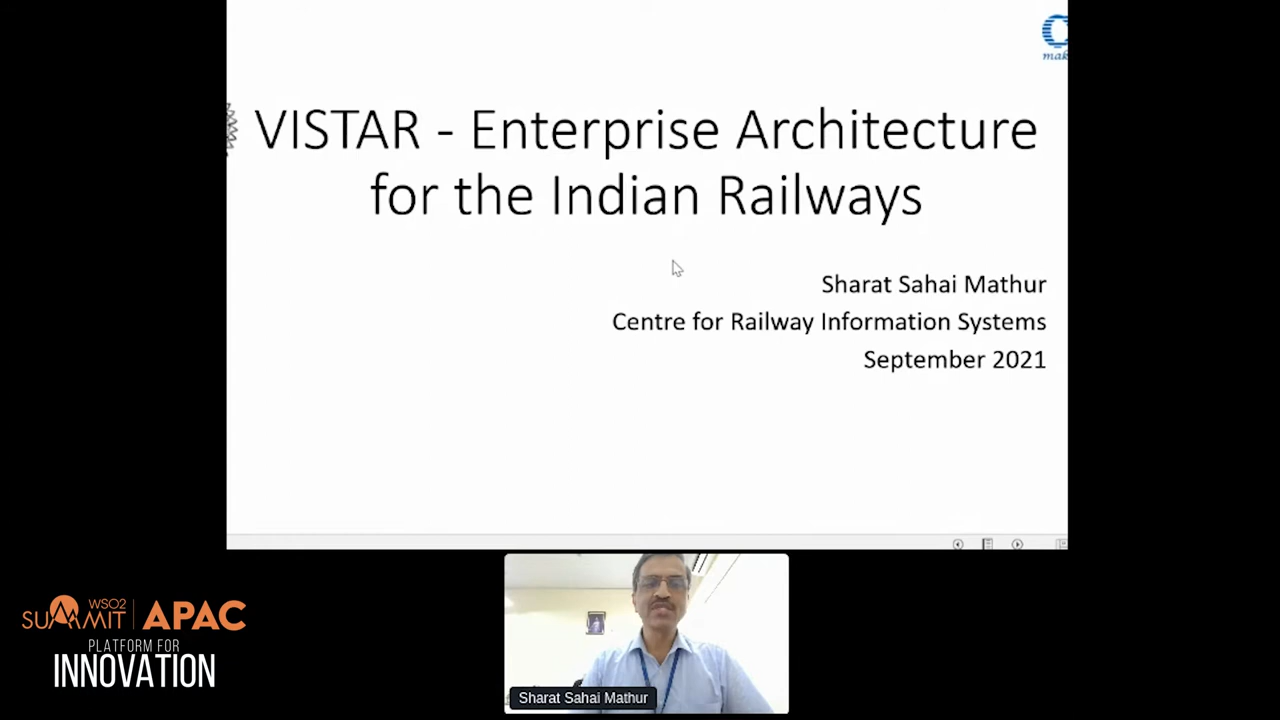 mak
VISTAR - Enterprise Architecture
for the Indian Railways
Sharat Sahai Mathur
Centre for Railway Information Systems
September 2021
WSO2
SUMMIT APAC
PLATFORM FOR
INNOVATION
Sharat Sahai Mathur